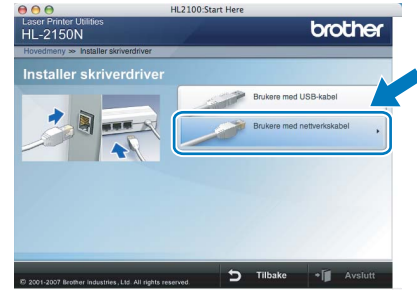 HL2100:Start Here
Laser Printer Utilities
HL-2150N
brother
Hovedmeny >> Installer skriverdriver
Installer skriverdriver
Brukere med USB-kabel
Brukere med nettverkskabel
© 2001-2007 Brother Industries, Ltd. All rights reserved
Tilbake
Avslutt